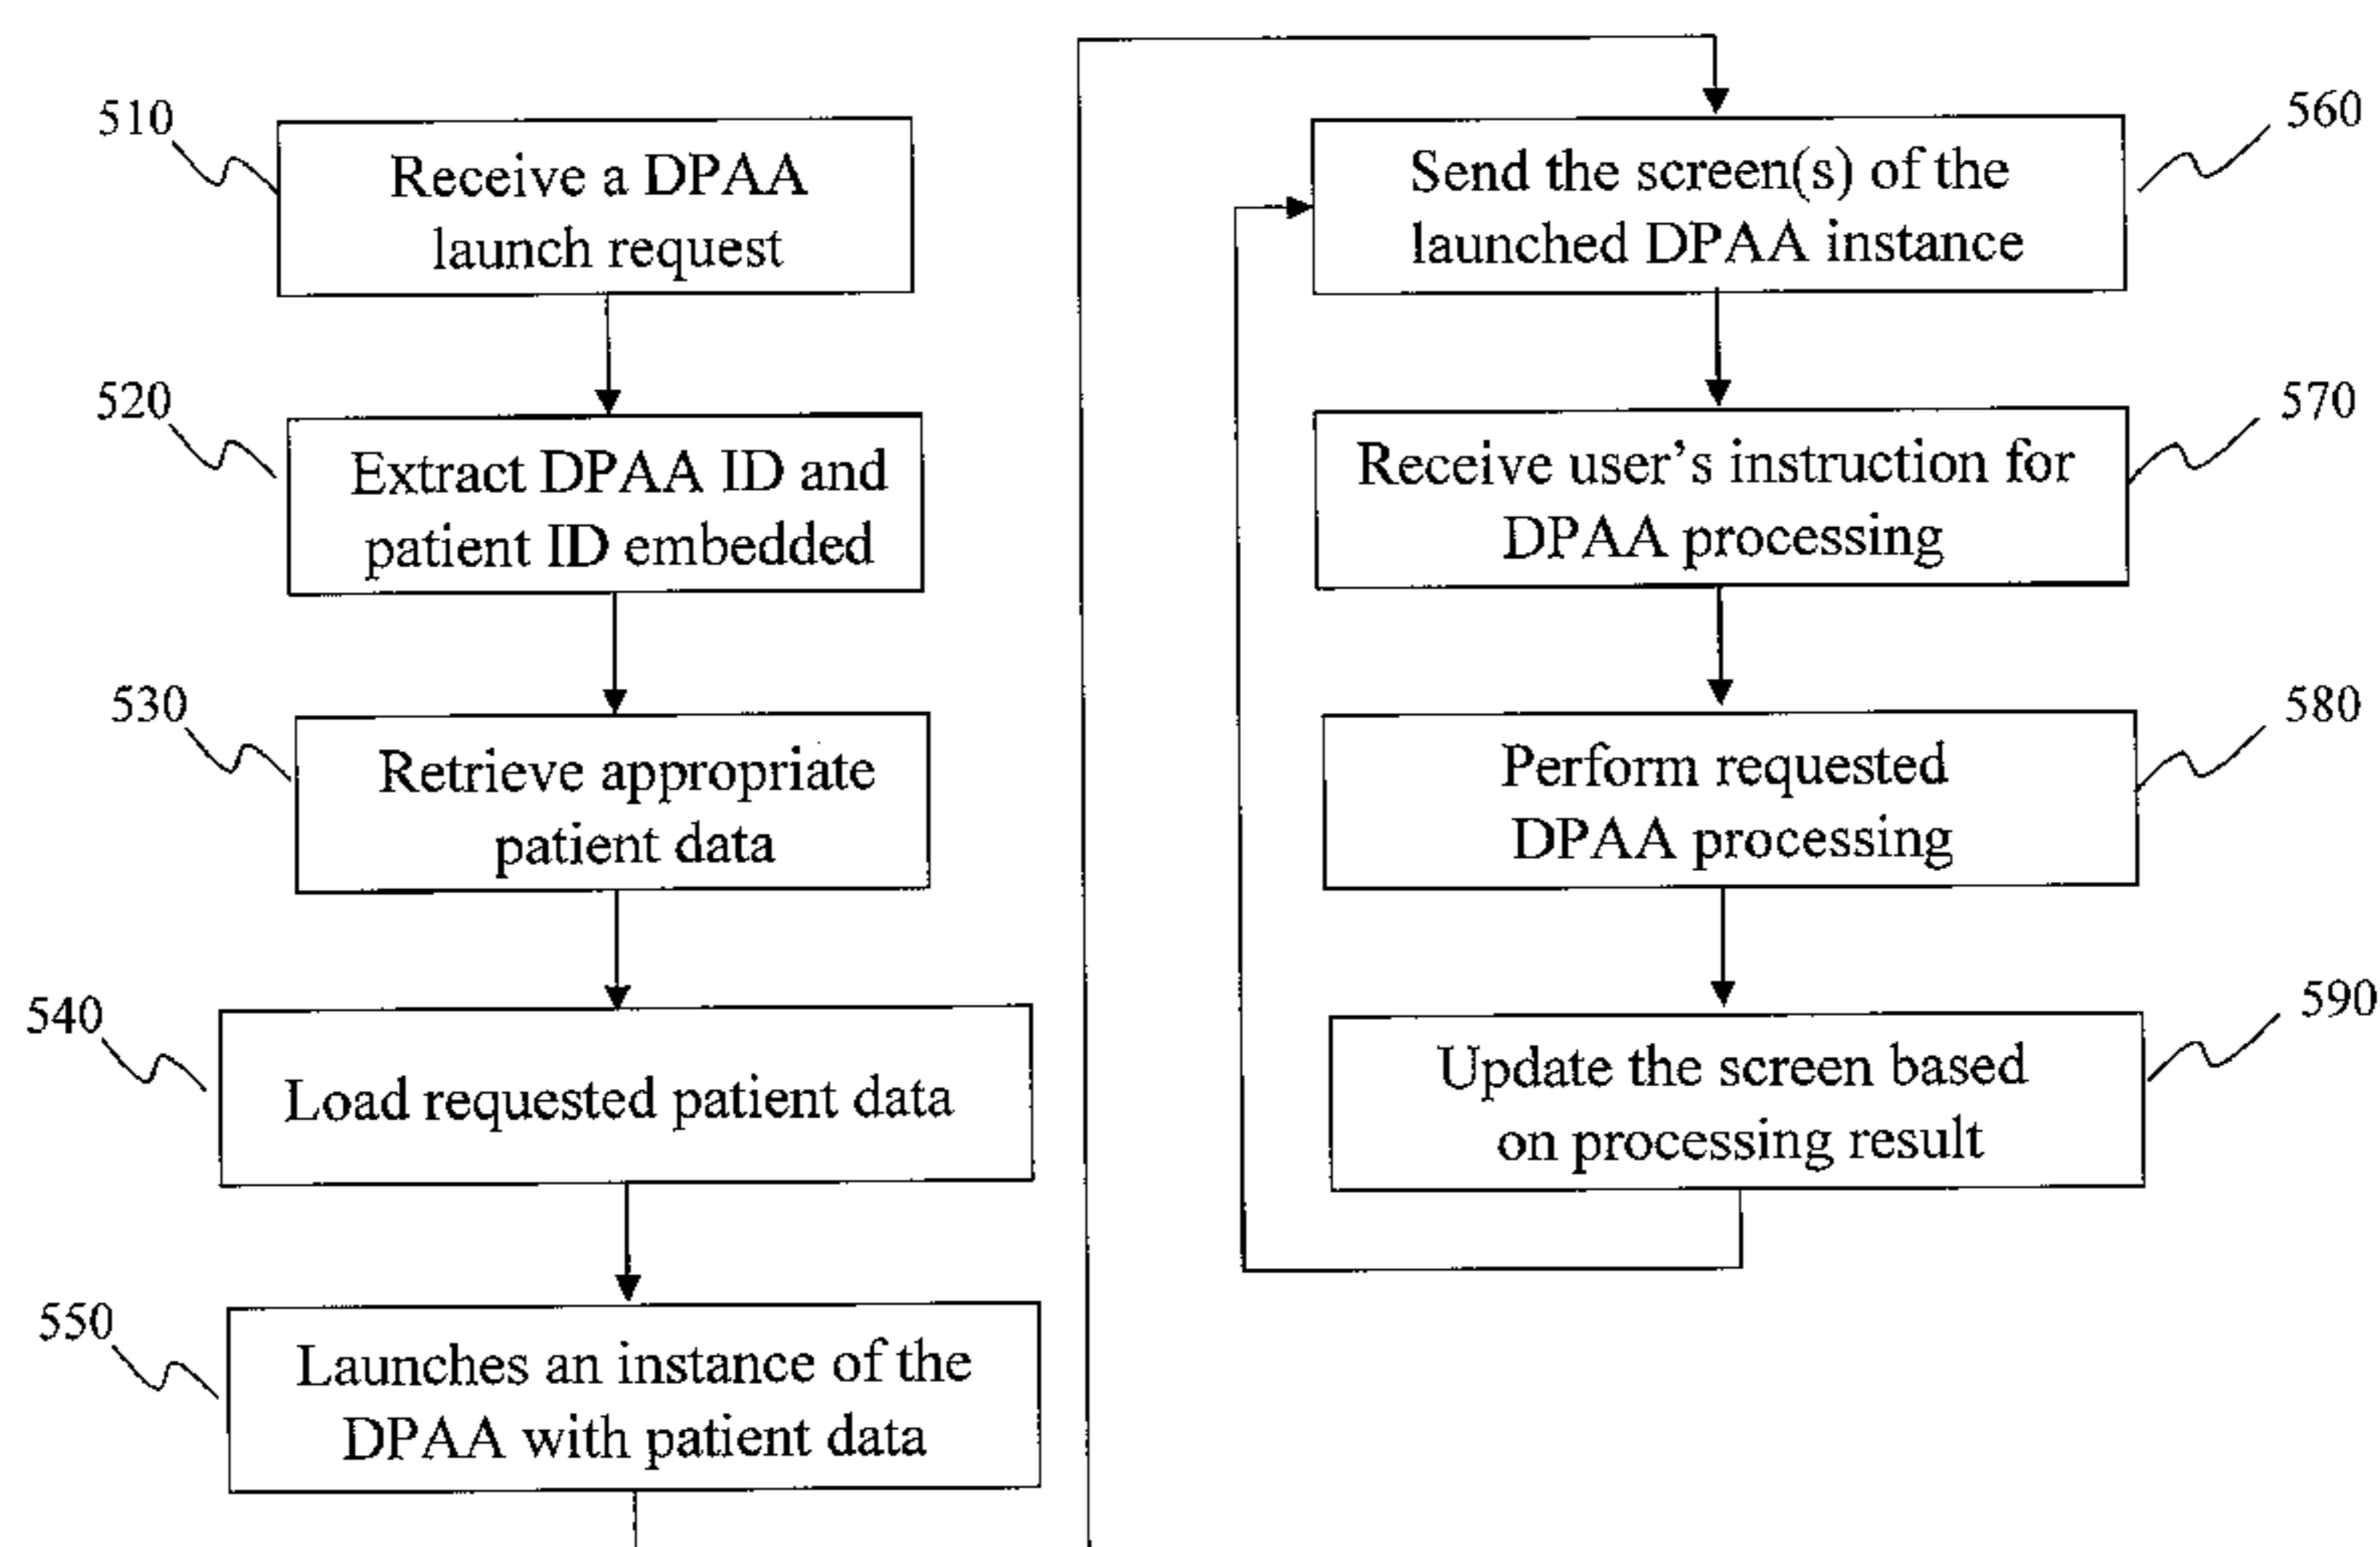 510
Receive a DPAA
launch request
520
Extract DPAA ID and
patient ID embedded
530
Retrieve appropriate
patient data
540
Load requested patient data
550
Launches an instance of the
DPAA with patient data
560
Send the screen(s) of the
launched DPAA instance
570
Receive user's instruction for
DPAA processing
580
Perform requested
DPAA processing
590
Update the screen based
on processing result